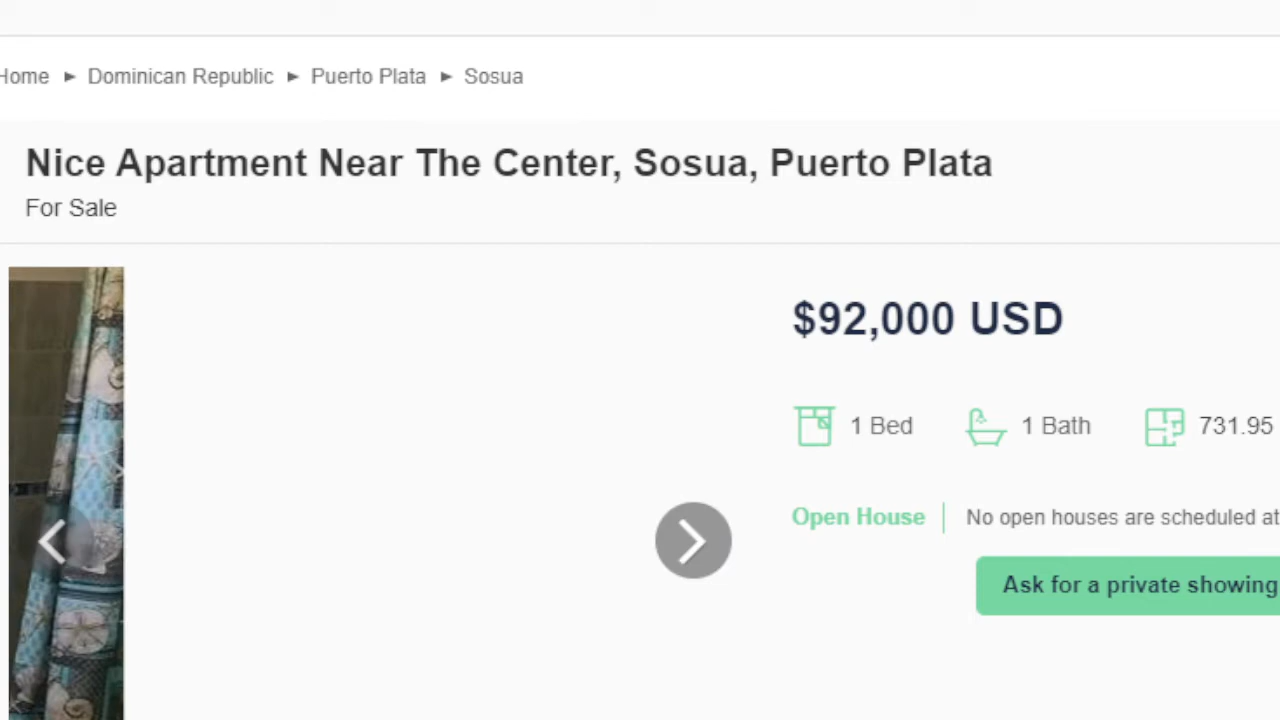 Home ► Dominican Republic ► Puerto Plata ► Sosua
Nice Apartment Near The Center, Sosua, Puerto Plata
For Sale
$92,000 USD
1 Bed 1 Bath 731.95
Open House No open houses are scheduled at
Ask for a private showing